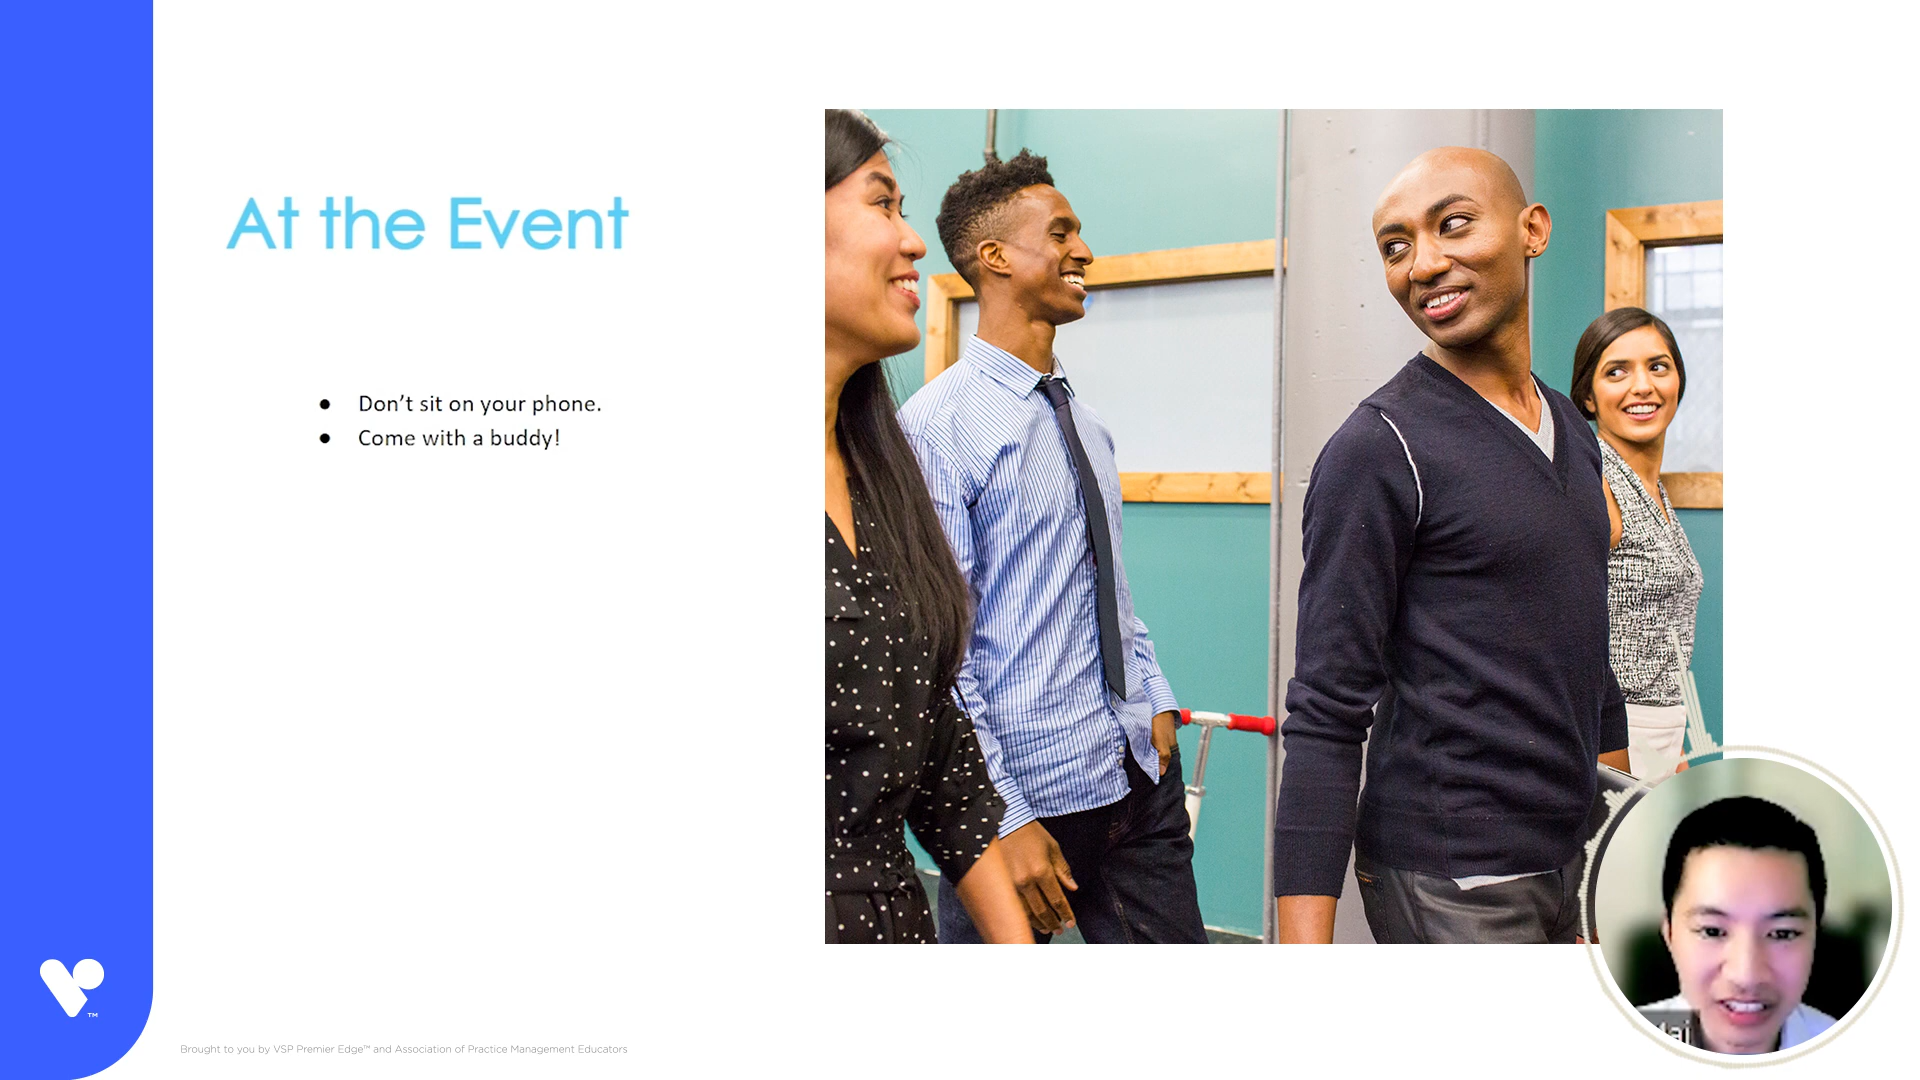 At the Event
● Don’t sit on your phone.
● Come with a buddy!
TM
Brought to you by VSP Premier Edge™ and Association of Practice Management Educators